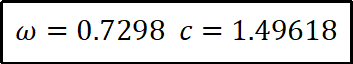 ω = 0.7298 c = 1.49618